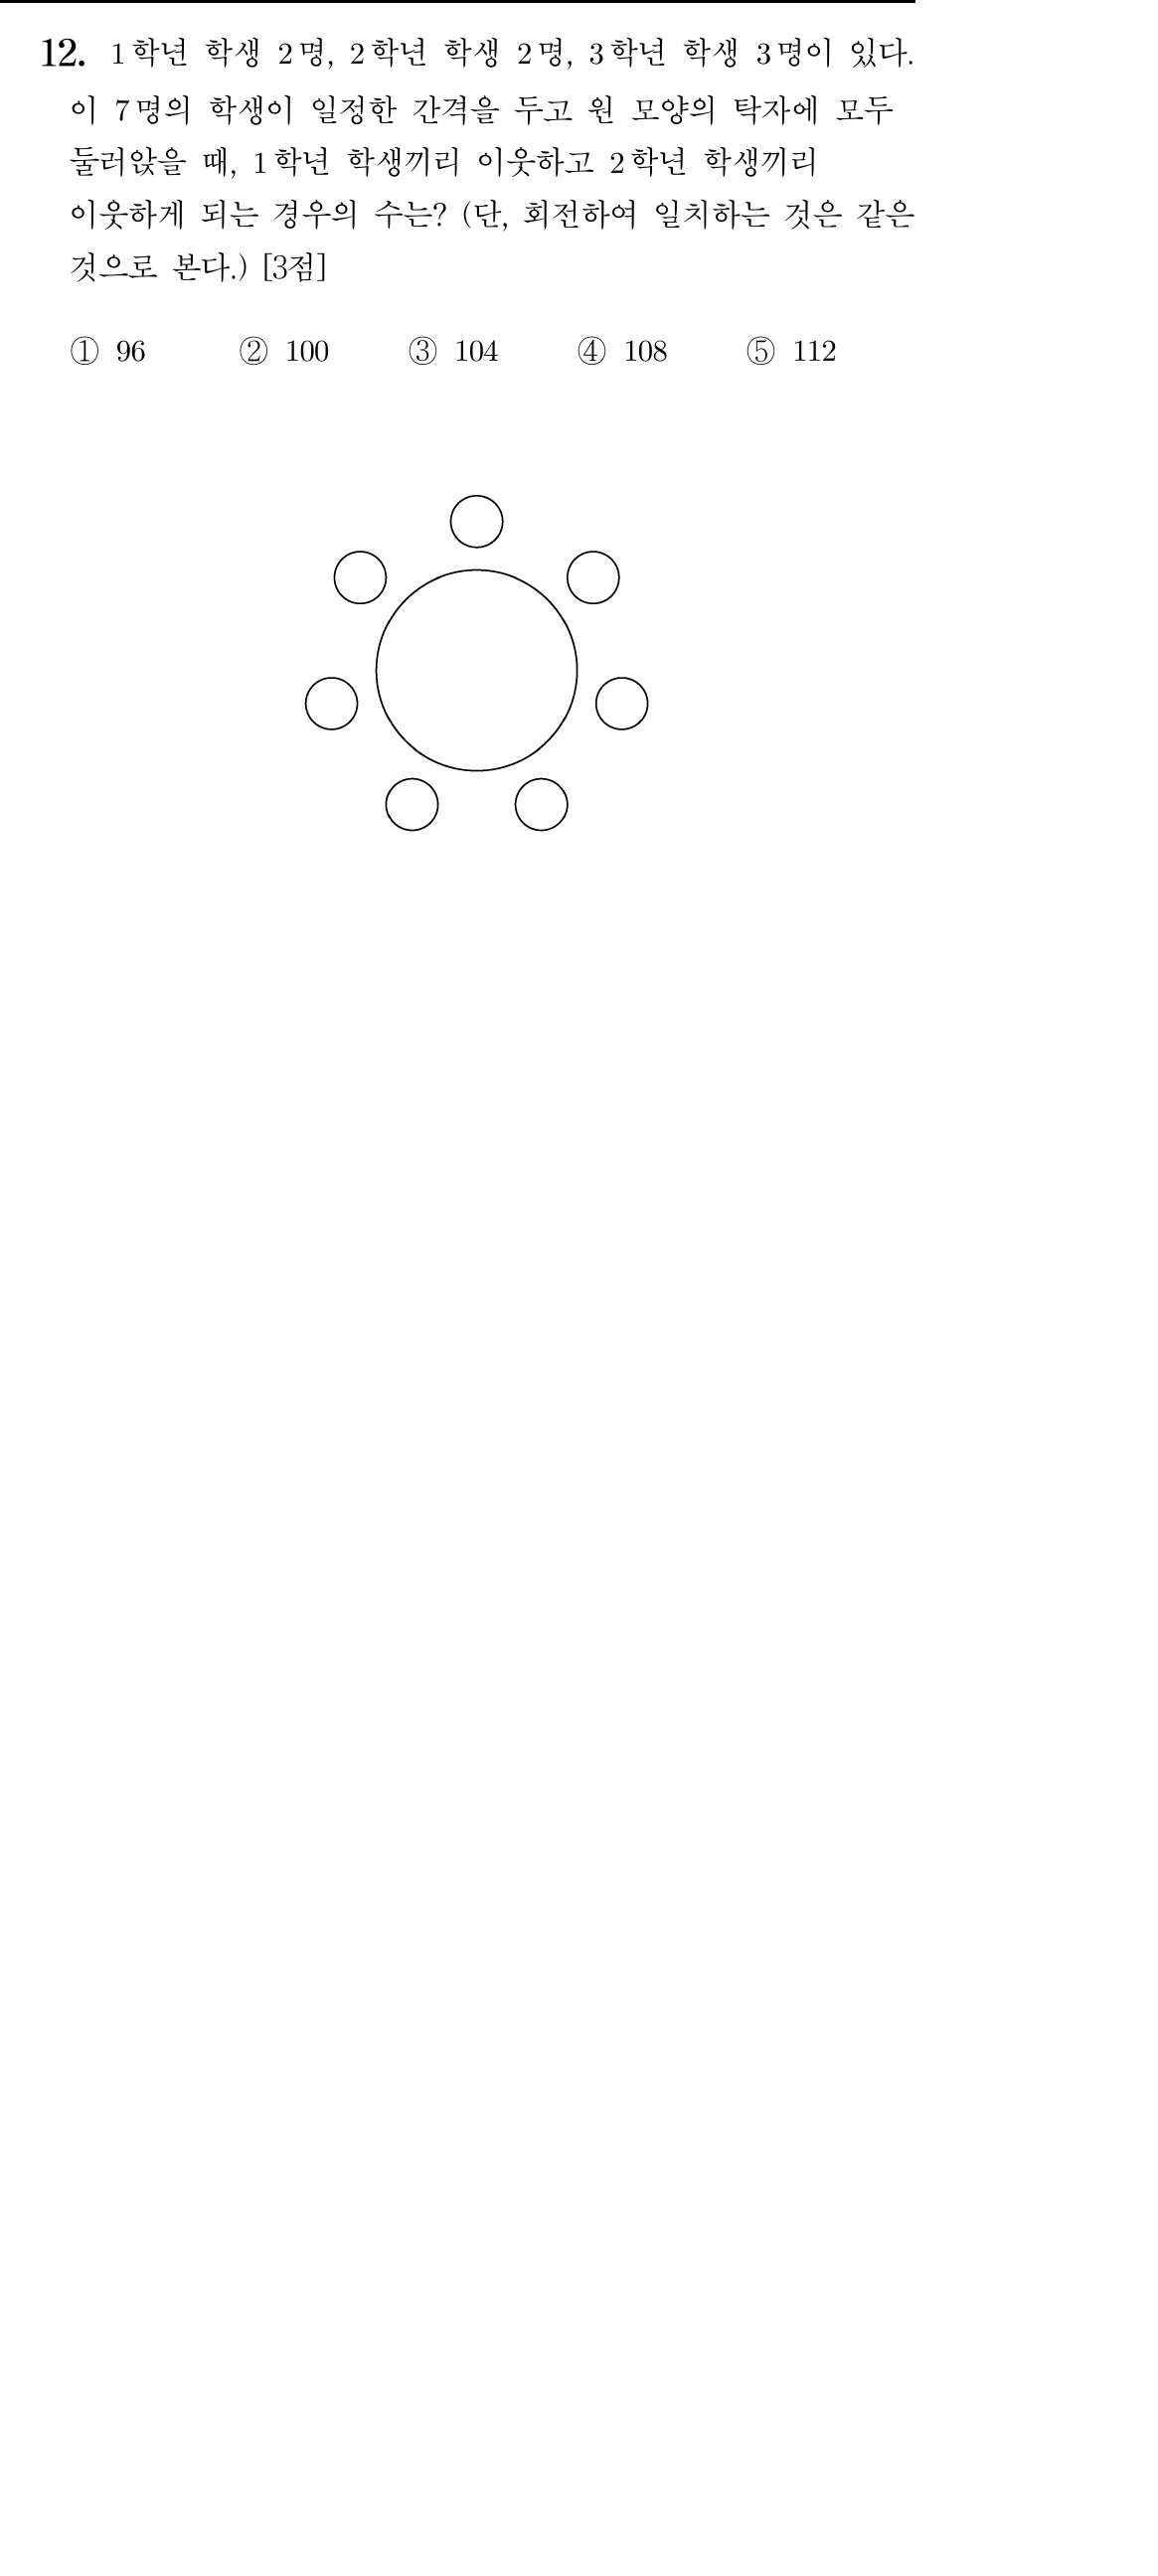 12. 1학년 학생 2명, 2학년 학생 2명, 3학년 학생 3명이 있다.
이 7명의 학생이 일정한 간격을 두고 원 모양의 탁자에 모두
둘러앉을 때, 1학년 학생끼리 이웃하고 2학년 학생끼리
이웃하게 되는 경우의 수는? (단, 회전하여 일치하는 것은 같은
것으로 본다.) [3점]
① 96 ② 100 ③ 104 ④ 108 ⑤ 112